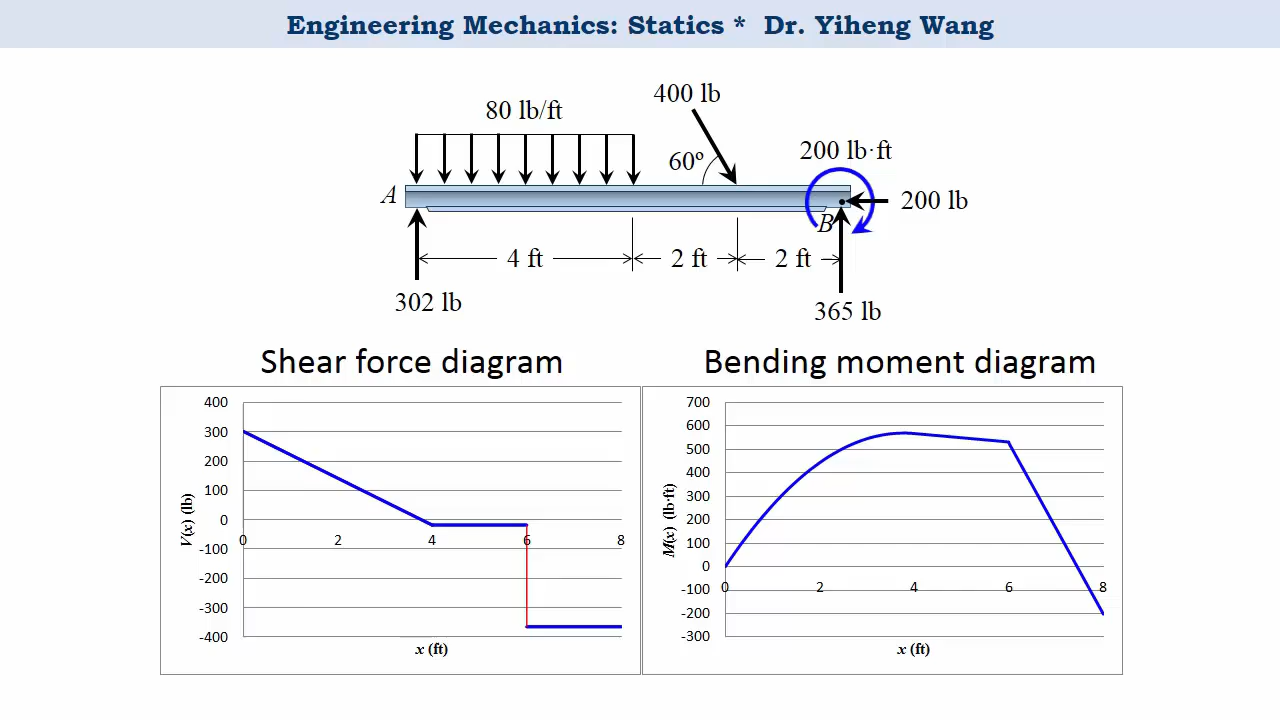 Engineering Mechanics: Statics * Dr. Yiheng Wang
400 lb
80 lb/ft
60º
200 lb·ft
A
200 lb
B
4 ft
2 ft
2 ft
302 lb
365 lb
Shear force diagram
Bending moment diagram
400
300
200
100
0
-100
-200
-300
-400
0
2
4
6
8
V(x) (lb)
x (ft)
700
600
500
400
300
200
100
0
-100
-200
-300
0
2
4
6
8
M(x) (lb·ft)
x (ft)